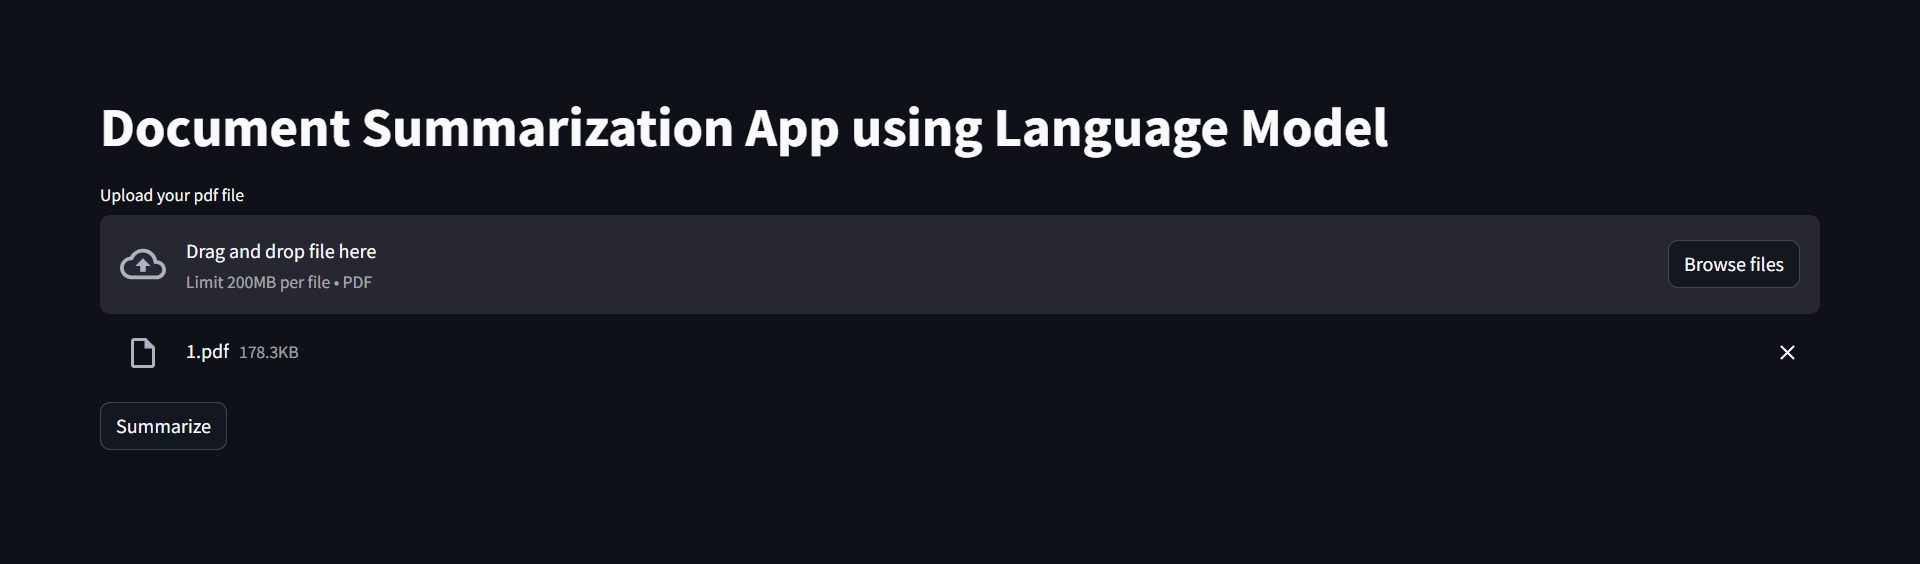 Document Summarization App using Language Model
Upload your pdf file
Drag and drop file here
Limit 200MB per file • PDF
Browse files
1.pdf 178.3KB
Summarize